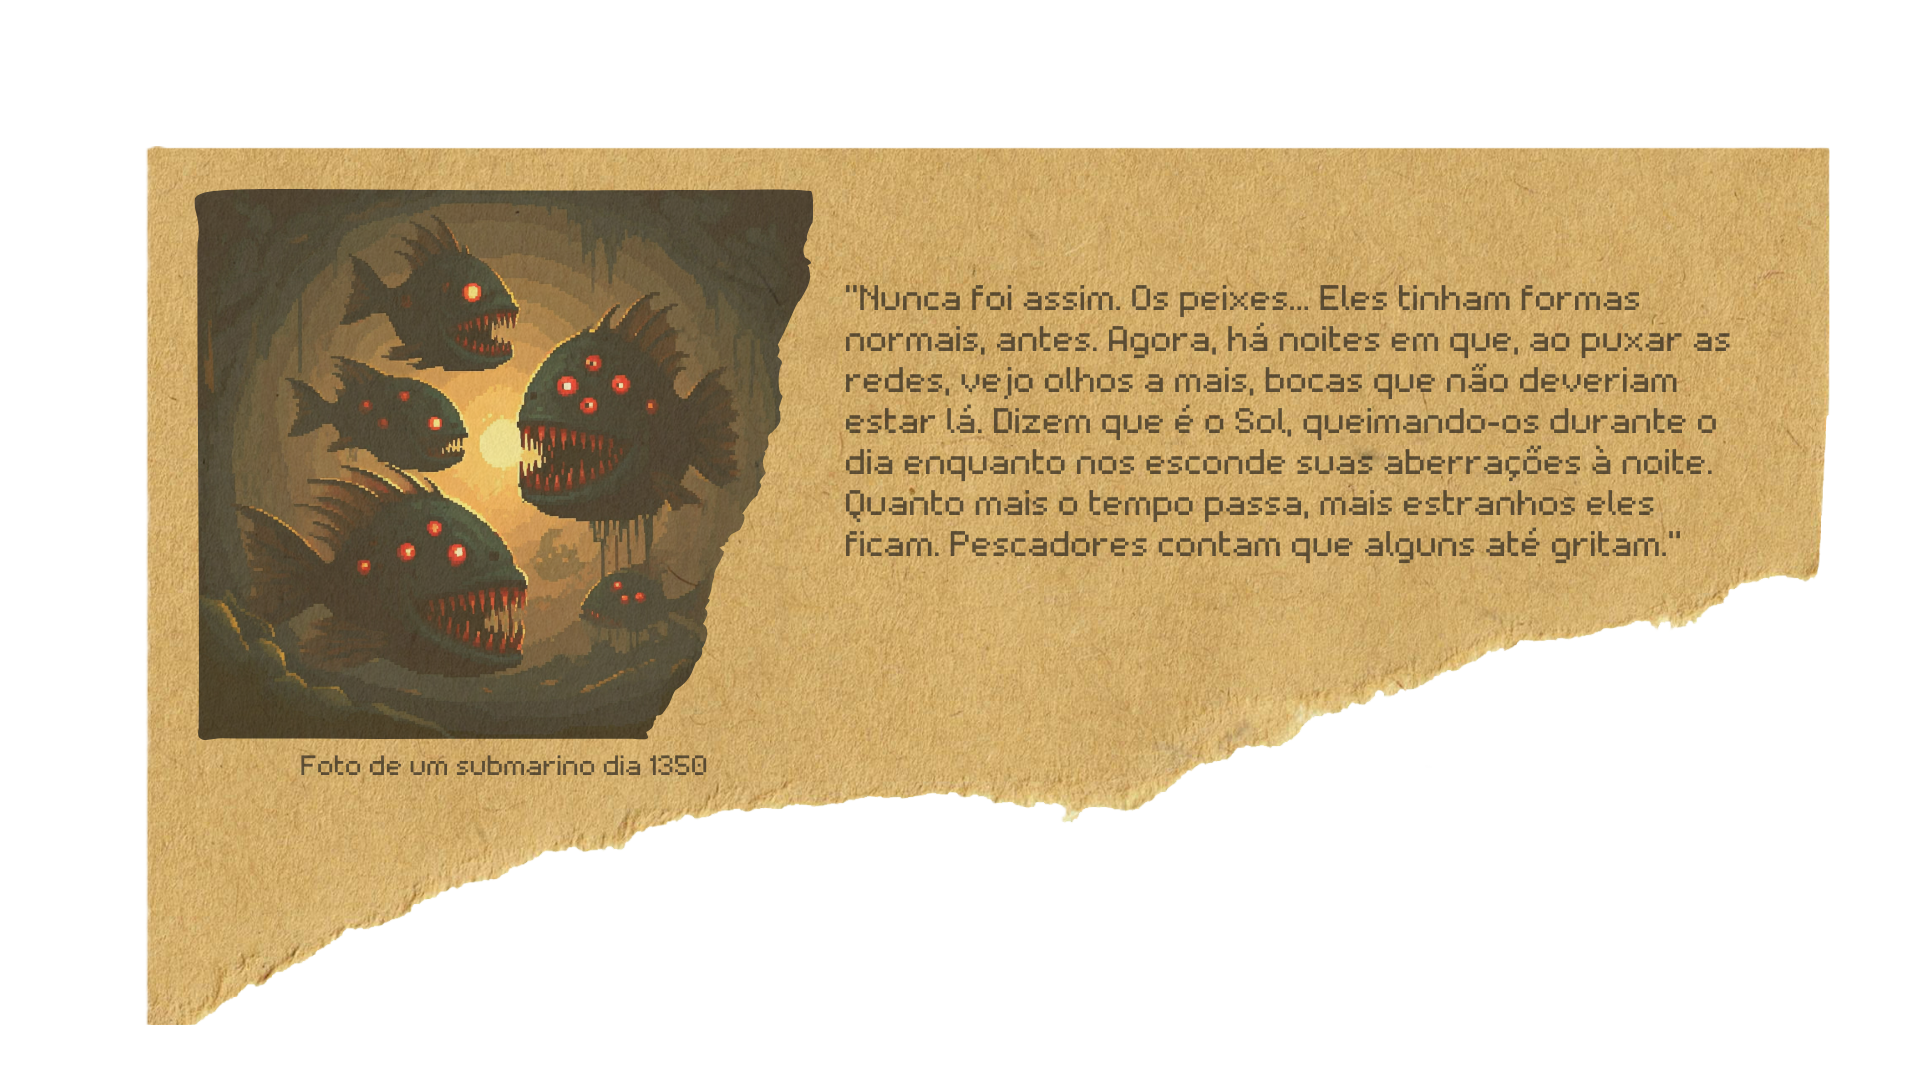 "Nunca foi assim. Os peixes... Eles tinham formas
normais, antes. Agora, há noites em que, ao puxar as
redes, vejo olhos a mais, bocas que não deveriam
estar lá. Dizem que é o Sol, queimando-os durante o
dia enquanto nos esconde suas aberrações à noite.
Quanto mais o tempo passa, mais estranhos eles
ficam. Pescadores contam que alguns até gritam."
Foto de um submarino dia 1350